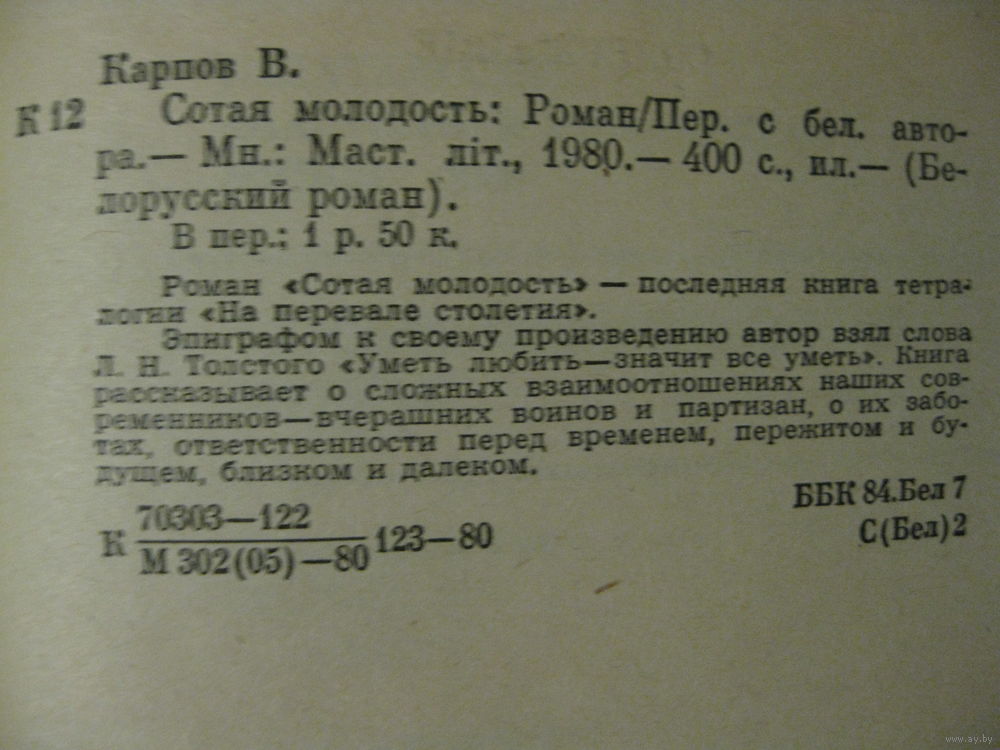 Карпов В.
К 12
Сотая молодость: Роман/Пер. с бел. авто-
ра.— Мн.: Маст. літ., 1980.— 400 с., ил.— (Бе-
лорусский роман).
В пер.; 1 р. 50 к.
Роман «Сотая молодость» — последняя книга тетра-
логии «На перевале столетия».
Эпиграфом к своему произведению автор взял слова
Л. Н. Толстого «Уметь любить—значит все уметь». Книга
рассказывает о сложных взаимоотношениях наших сов-
ременников—вчерашних воинов и партизан, о их забо-
тах, ответственности перед временем, пережитом и бу-
дущем, близком и далеком.
К 70303—122
М 302(05)—80 123—80
ББК 84.Бел 7
С(Бел)2
www.ay.by